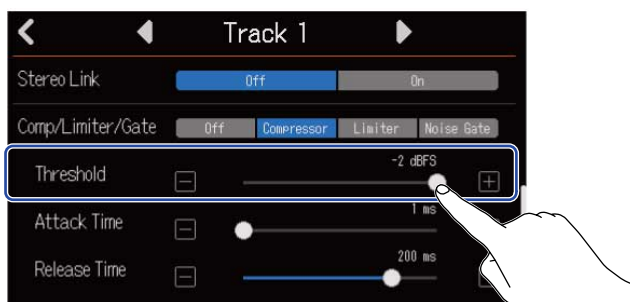 Track 1
Stereo Link Off On
Comp/Limiter/Gate Off Compressor Limiter Noise Gate
Threshold -2 dBFS
Attack Time 1 ms
Release Time 200 ms